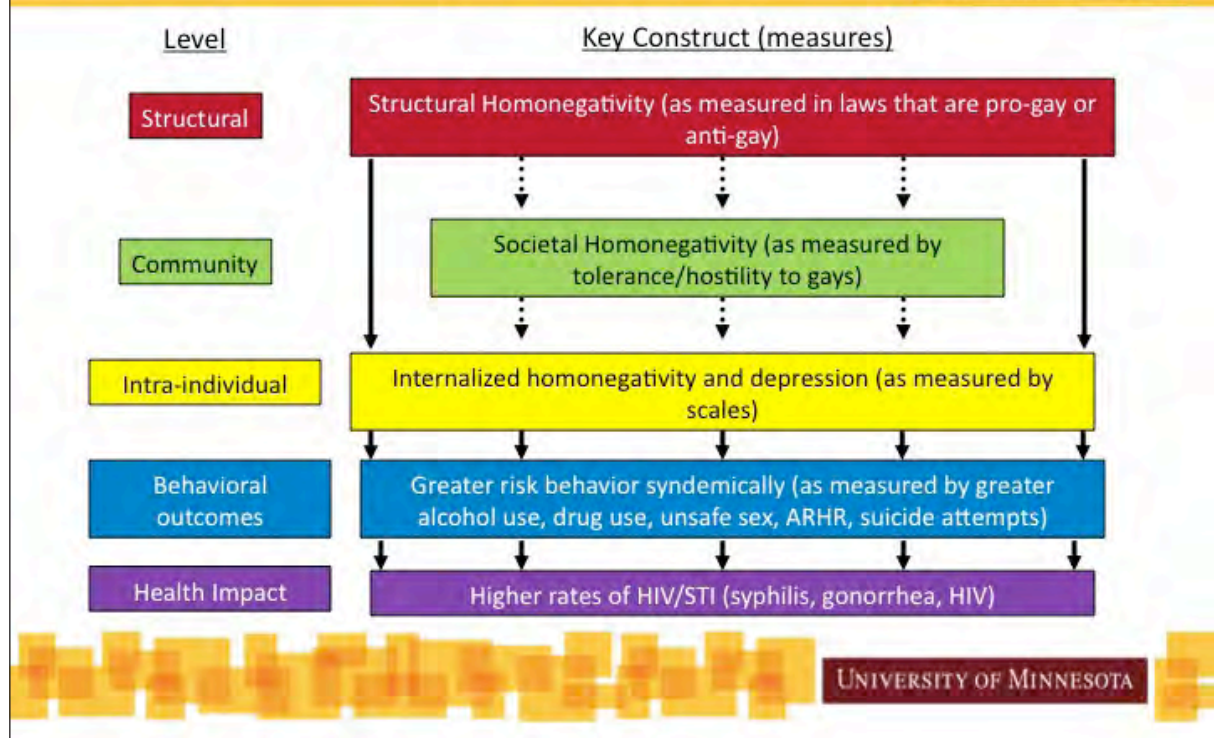 Level
Key Construct (measures)
Structural
Structural Homonegativity (as measured in laws that are pro-gay or
anti-gay)
Community
Societal Homonegativity (as measured by
tolerance/hostility to gays)
Intra-individual
Internalized homonegativity and depression (as measured by
scales)
Behavioral
outcomes
Greater risk behavior syndemically (as measured by greater
alcohol use, drug use, unsafe sex, ARHR, suicide attempts)
Health Impact
Higher rates of HIV/STI (syphilis, gonorrhea, HIV)
UNIVERSITY OF MINNESOTA